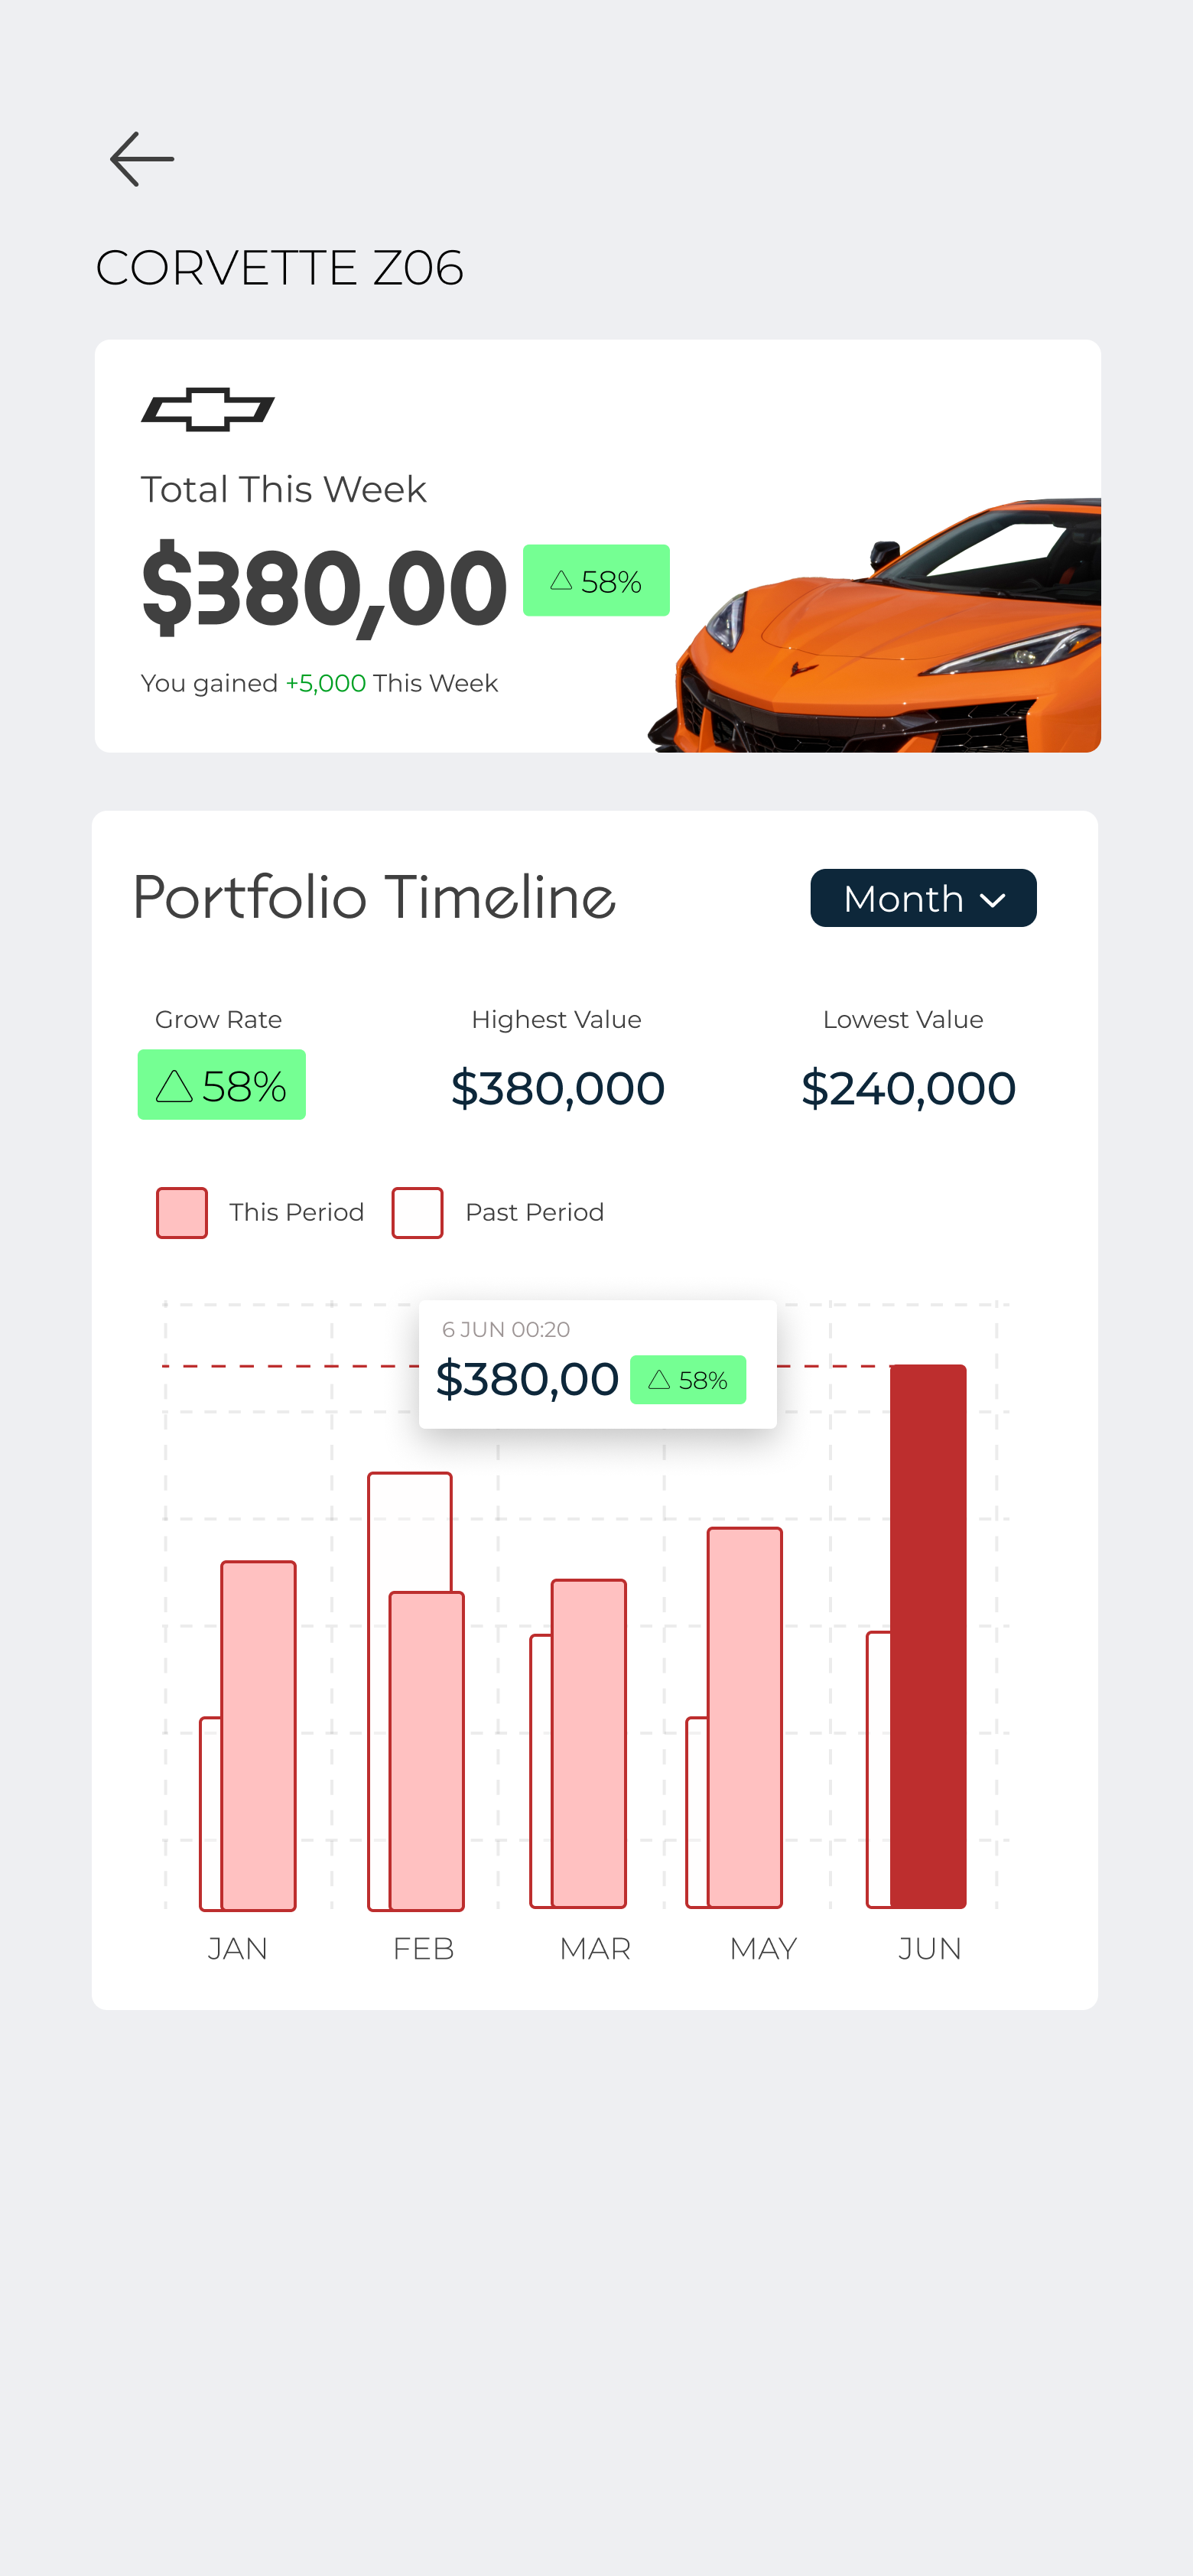 CORVETTE Z06
Total This Week
$380,00
58%
You gained +5,000 This Week
Portfolio Timeline
Month
Grow Rate
Highest Value
Lowest Value
58%
$380,000
$240,000
This Period
Past Period
6 JUN 00:20
$380,00
58%
JAN
FEB
MAR
MAY
JUN